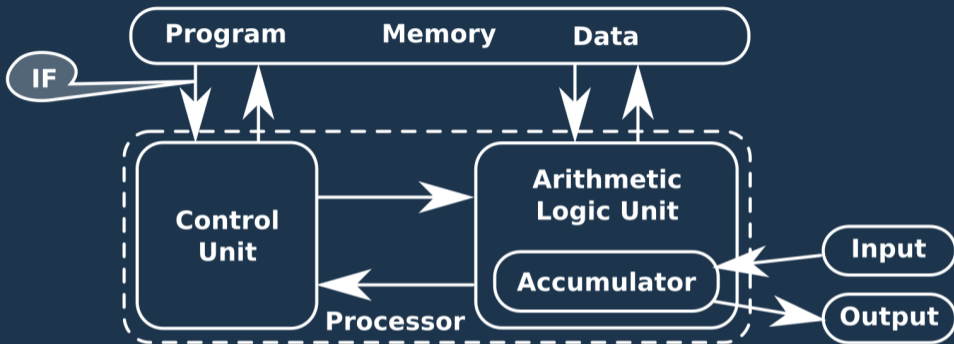 Program Memory Data
IF
Control
Unit
Arithmetic
Logic Unit
Accumulator
Processor
Input
Output